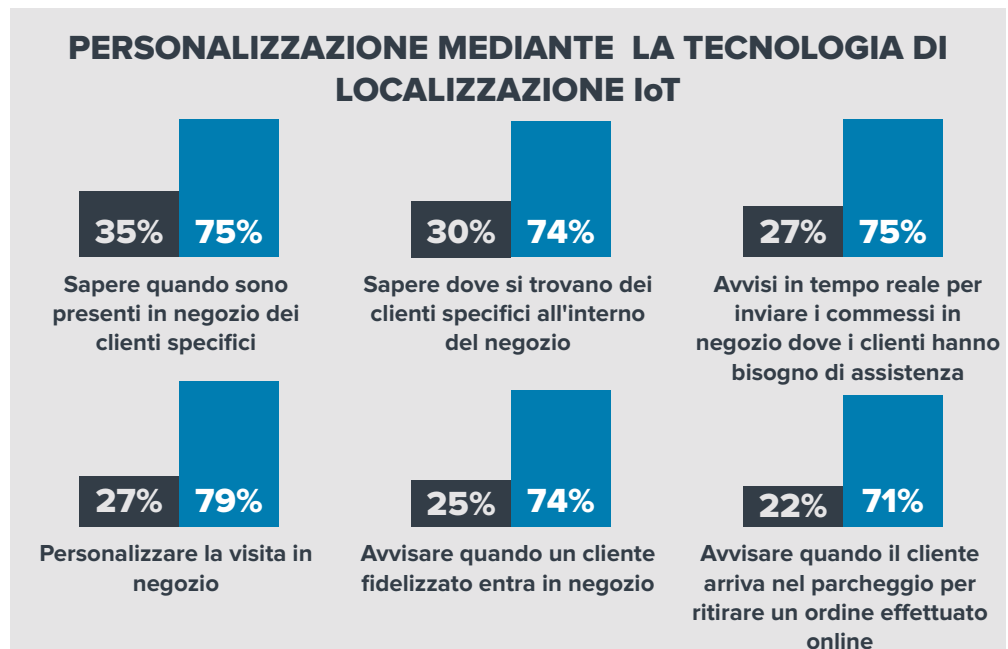 PERSONALIZZAZIONE MEDIANTE LA TECNOLOGIA DI
LOCALIZZAZIONE IoT
35% 75%
Sapere quando sono
presenti in negozio dei
clienti specifici
30% 74%
Sapere dove si trovano dei
clienti specifici all'interno
del negozio
27% 75%
Avvisi in tempo reale per
inviare i commessi in
negozio dove i clienti hanno
bisogno di assistenza
27% 79%
Personalizzare la visita in
negozio
25% 74%
Avvisare quando un cliente
fidelizzato entra in negozio
22% 71%
Avvisare quando il cliente
arriva nel parcheggio per
ritirare un ordine effettuato
online